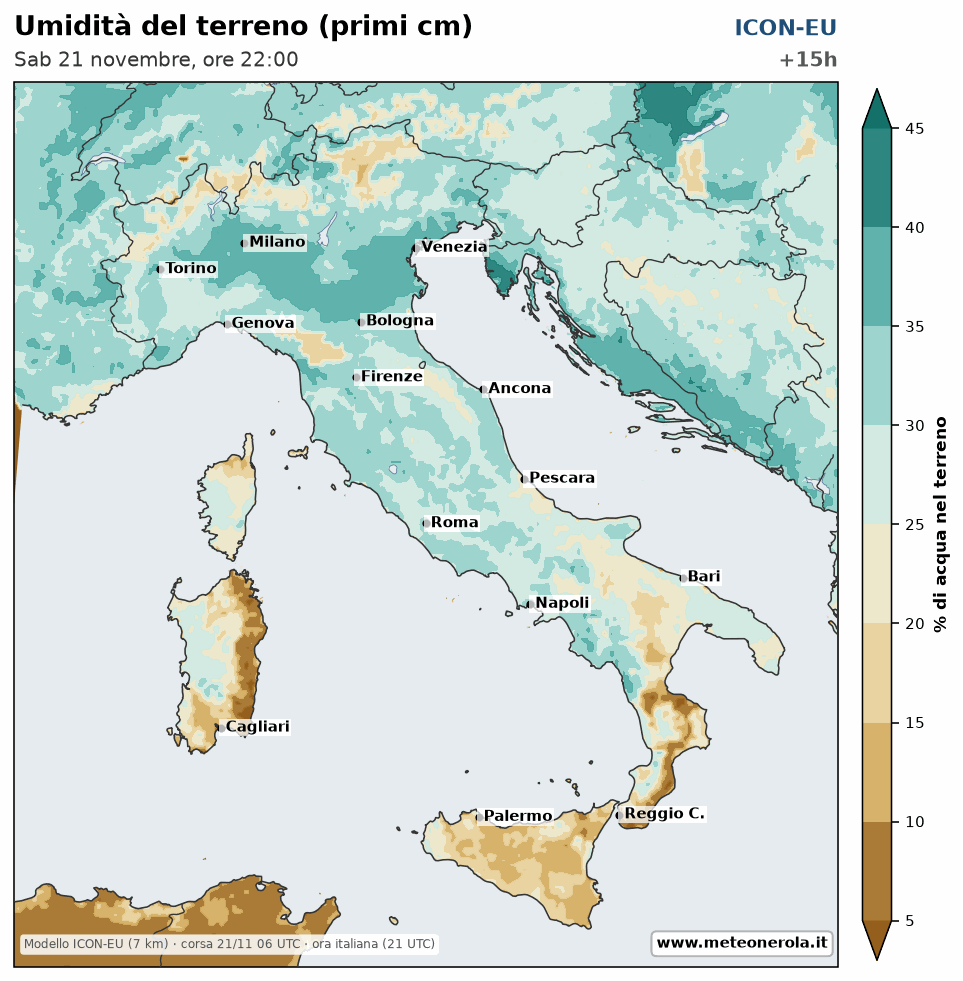 Umidità del terreno (primi cm)
ICON-EU
Sab 21 novembre, ore 22:00
+15h
Milano
Venezia
Torino
Genova
Bologna
Firenze
Ancona
Pescara
Roma
Bari
Napoli
Cagliari
Palermo
Reggio C.
45
40
35
30
25
20
15
10
5
% di acqua nel terreno
Modello ICON-EU (7 km) · corsa 21/11 06 UTC · ora italiana (21 UTC)
www.meteonerola.it